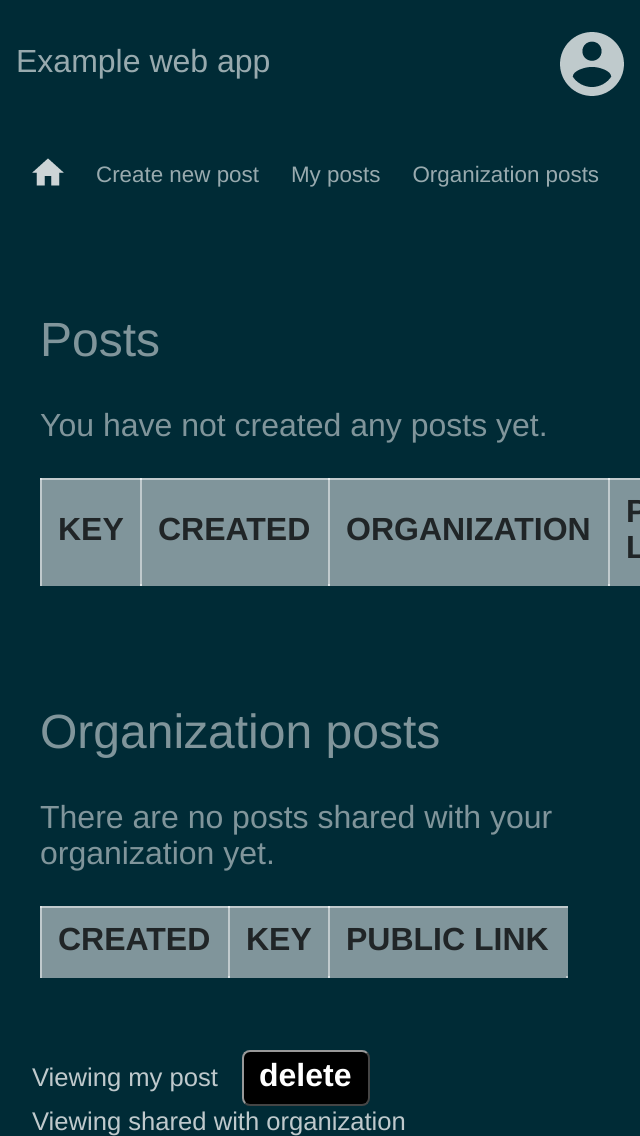 Example web app
Create new post My posts Organization posts
Posts
You have not created any posts yet.
KEY CREATED ORGANIZATION
Organization posts
There are no posts shared with your
organization yet.
CREATED KEY PUBLIC LINK
Viewing my post delete
Viewing shared with organization